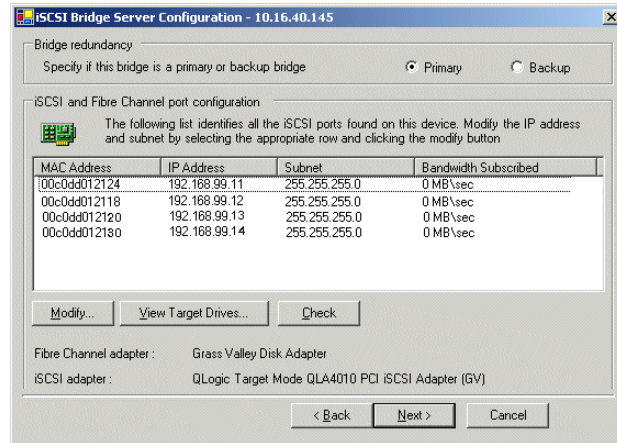 iSCSI Bridge Server Configuration - 10.16.40.145
Bridge redundancy
Specify if this bridge is a primary or backup bridge Primary Backup
iSCSI and Fibre Channel port configuration
The following list identifies all the iSCSI ports found on this device. Modify the IP address
and subnet by selecting the appropriate row and clicking the modify button
MAC Address IP Address Subnet Bandwidth Subscribed
00c0dd012124 192.168.99.11 255.255.255.0 0 MB\sec
00c0dd012118 192.168.99.12 255.255.255.0 0 MB\sec
00c0dd012120 192.168.99.13 255.255.255.0 0 MB\sec
00c0dd012130 192.168.99.14 255.255.255.0 0 MB\sec
Modify... View Target Drives... Check
Fibre Channel adapter : Grass Valley Disk Adapter
iSCSI adapter : QLogic Target Mode QLA4010 PCI iSCSI Adapter (GV)
< Back Next > Cancel